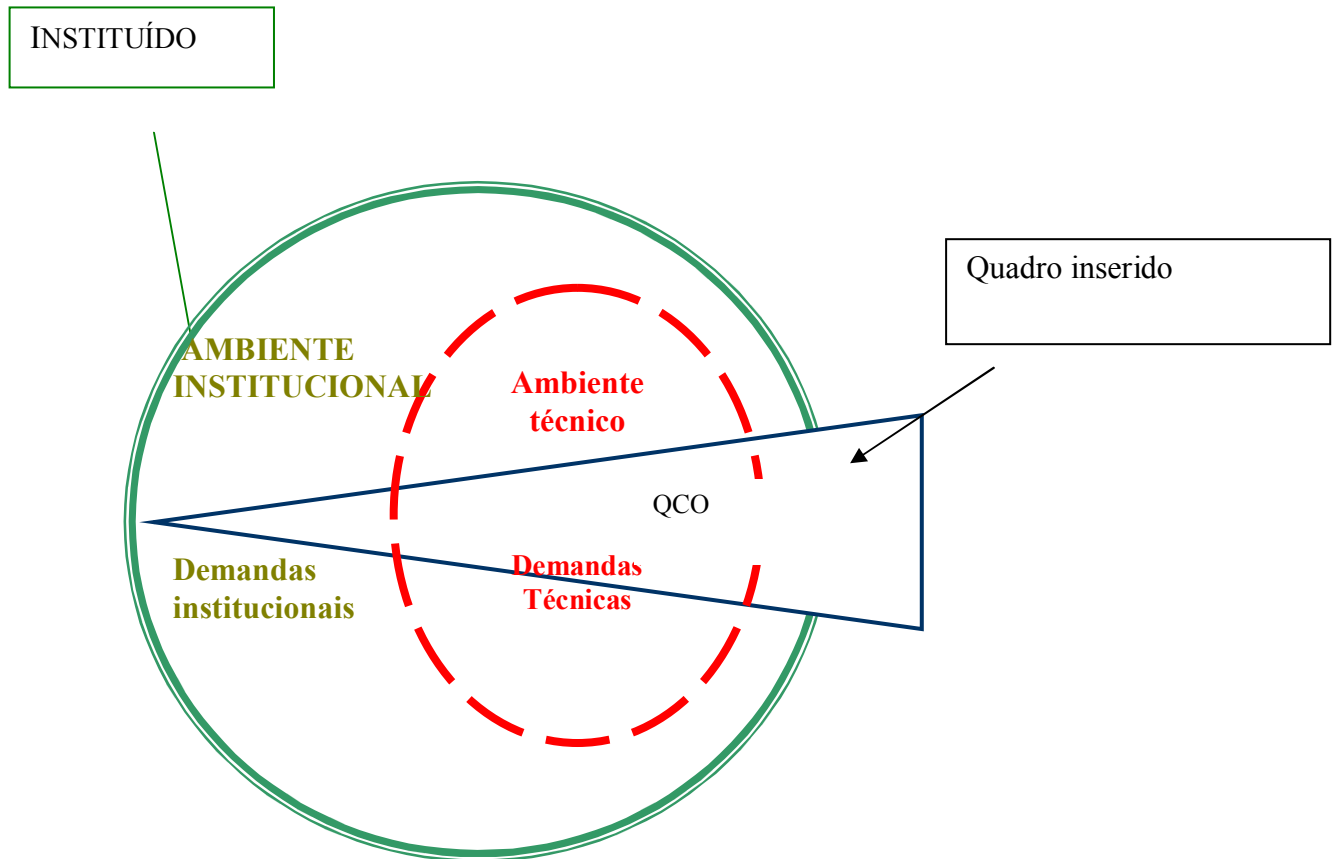 INSTITUÍDO
Quadro inserido
AMBIENTE
INSTITUCIONAL
Ambiente
técnico
QCO
Demandas
institucionais
Demandas
Técnicas